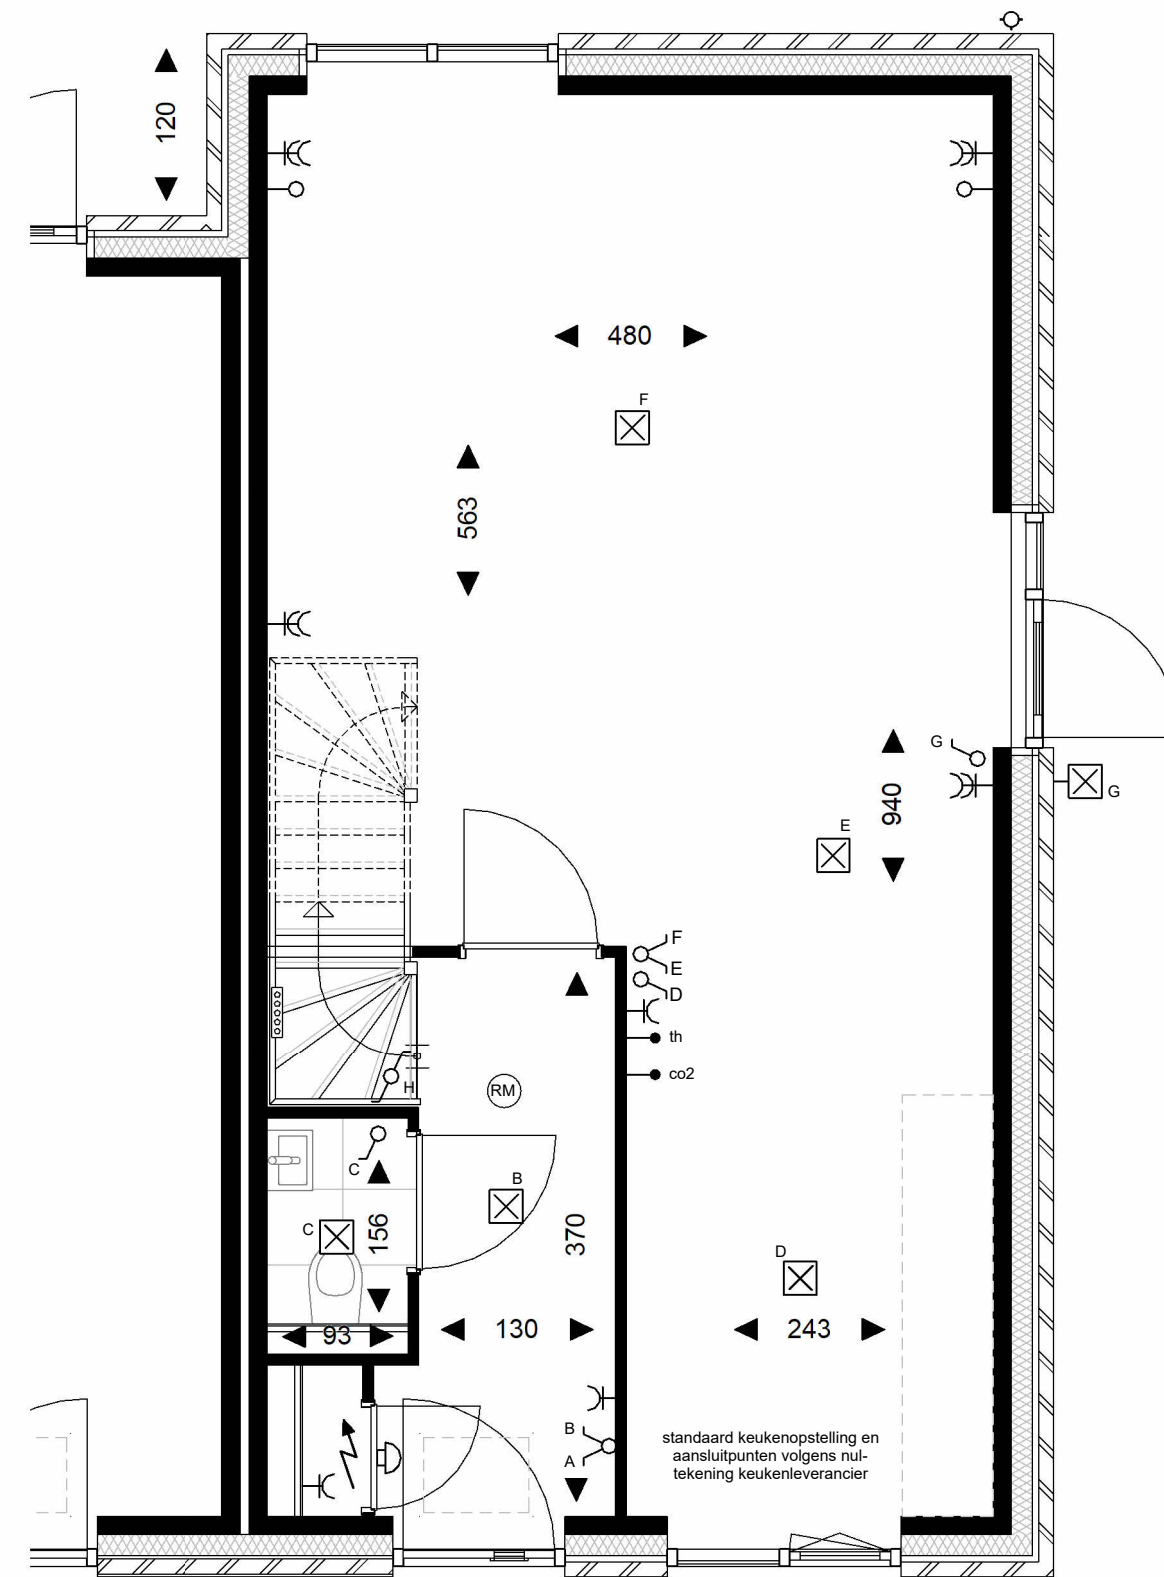 120
480
F
563
G
G
940
E
F
E
D
th
co2
H
RM
C
B
C
156
370
D
93
130
243
B
A
standaard keukenopstelling en
aansluitpunten volgens nul-
tekening keukenleverancier